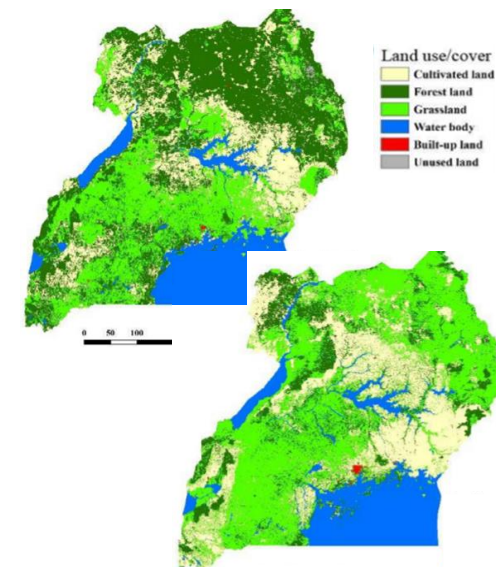 Land use/cover
Cultivated land
Forest land
Grassland
Water body
Built-up land
Unused land
0 50 100